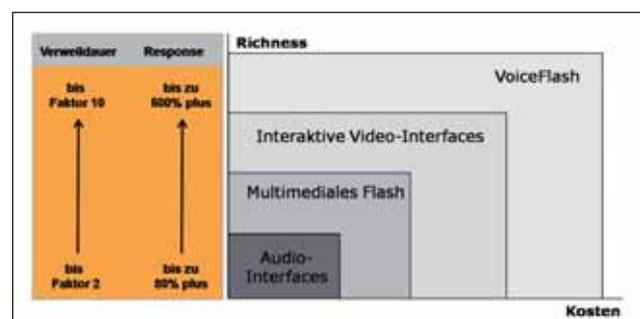 Verweildauer Response
bis
Faktor 10
bis zu
600% plus
bis
Faktor 2
bis zu
80% plus
Richness
VoiceFlash
Interaktive Video-Interfaces
Multimediales Flash
Audio-
Interfaces
Kosten